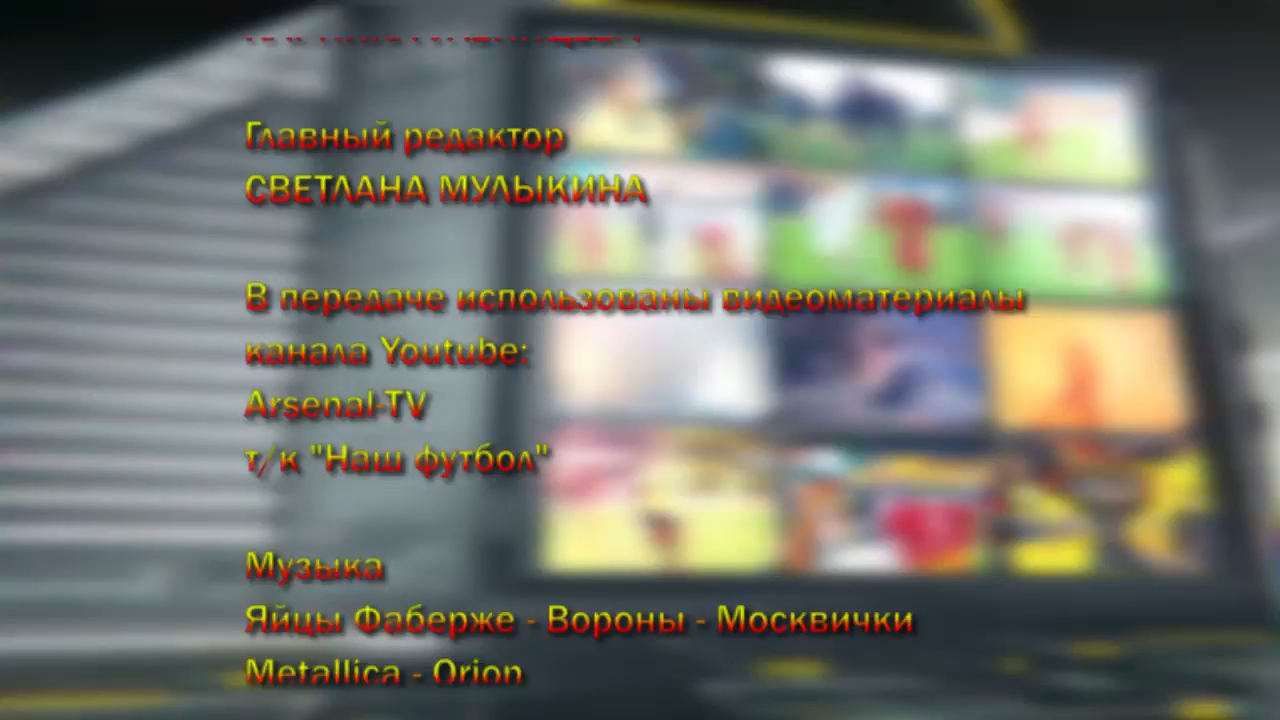 Главный редактор
СВЕТЛАНА МУЛЫКИНА
В передаче использованы видеоматериалы
канала Youtube:
Arsenal-TV
т/к "Наш футбол"
Музыка
Яйцы Фаберже - Вороны - Москвички
Metallica - Orion